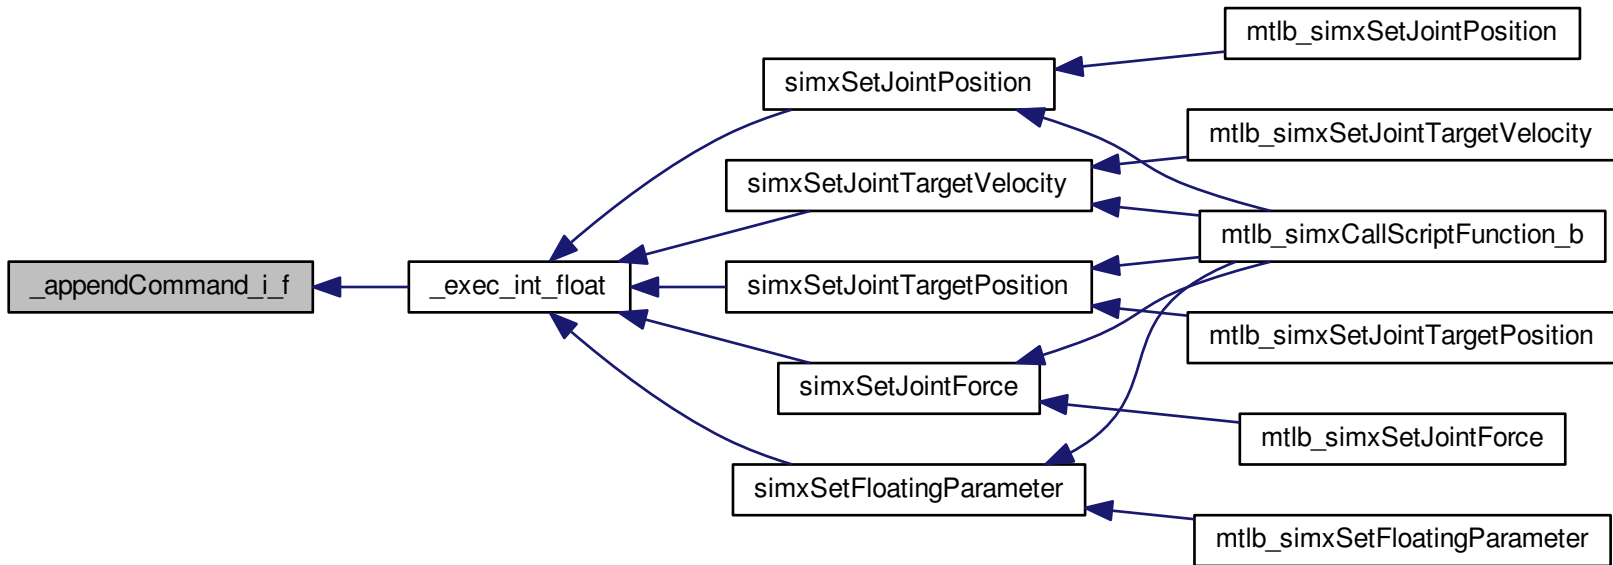 _appendCommand_i_f
_exec_int_float
simxSetJointPosition
simxSetJointTargetVelocity
simxSetJointTargetPosition
simxSetJointForce
simxSetFloatingParameter
mtlb_simxSetJointPosition
mtlb_simxSetJointTargetVelocity
mtlb_simxCallScriptFunction_b
mtlb_simxSetJointTargetPosition
mtlb_simxSetJointForce
mtlb_simxSetFloatingParameter